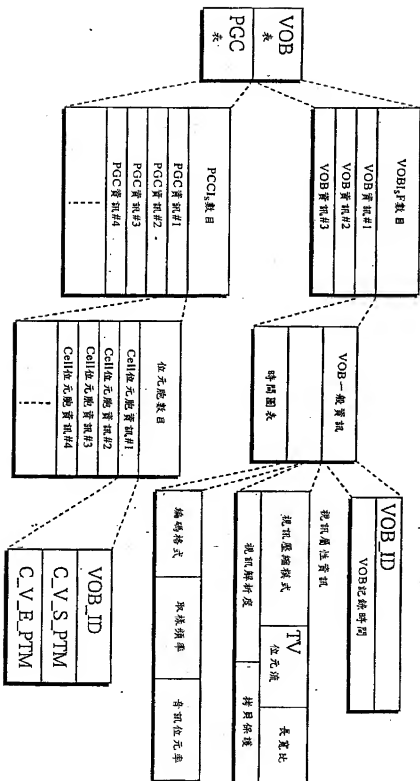 VOB
表
PGC
表
VOBI_sF數目
VOB資訊#1
VOB資訊#2
VOB資訊#3
PCCI_s數目
PGC資訊#1
PGC資訊#2
PGC資訊#3
PGC資訊#4
VOB一般資訊
時間圖表
位元胞數目
Cell位元胞資訊#1
Cell位元胞資訊#2
Cell位元胞資訊#3
Cell位元胞資訊#4
VOB_ID
VOB記錄時間
視訊屬性資訊
視訊壓縮模式
TV
位元流
長寬比
視訊解析度
拷貝保護
編碼格式
取樣頻率
音訊位元率
VOB_ID
C_V_S_PTM
C_V_E_PTM